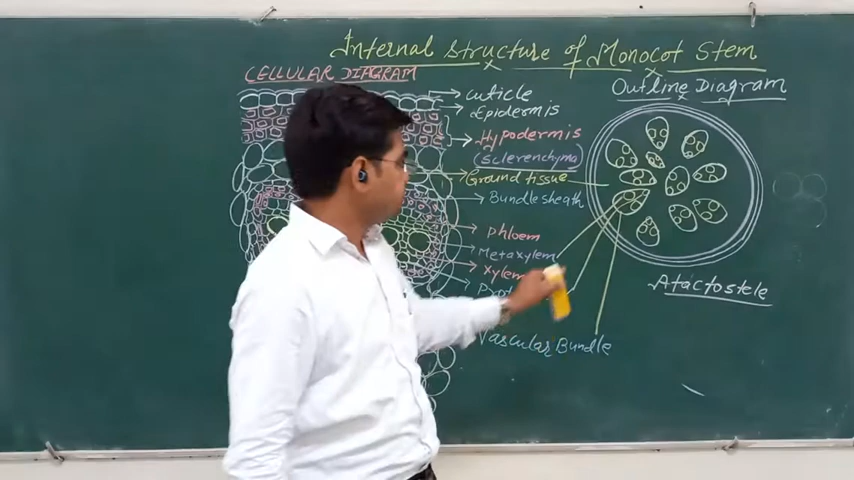 Internal Structure of Monocot Stem
CELLULAR DIAGRAM
Outline Diagram
Cuticle
Epidermis
Hypodermis
(Sclerenchyma)
Ground tissue
Bundle sheath
Phloem
Metaxylem
Atactostele
Vascular Bundle